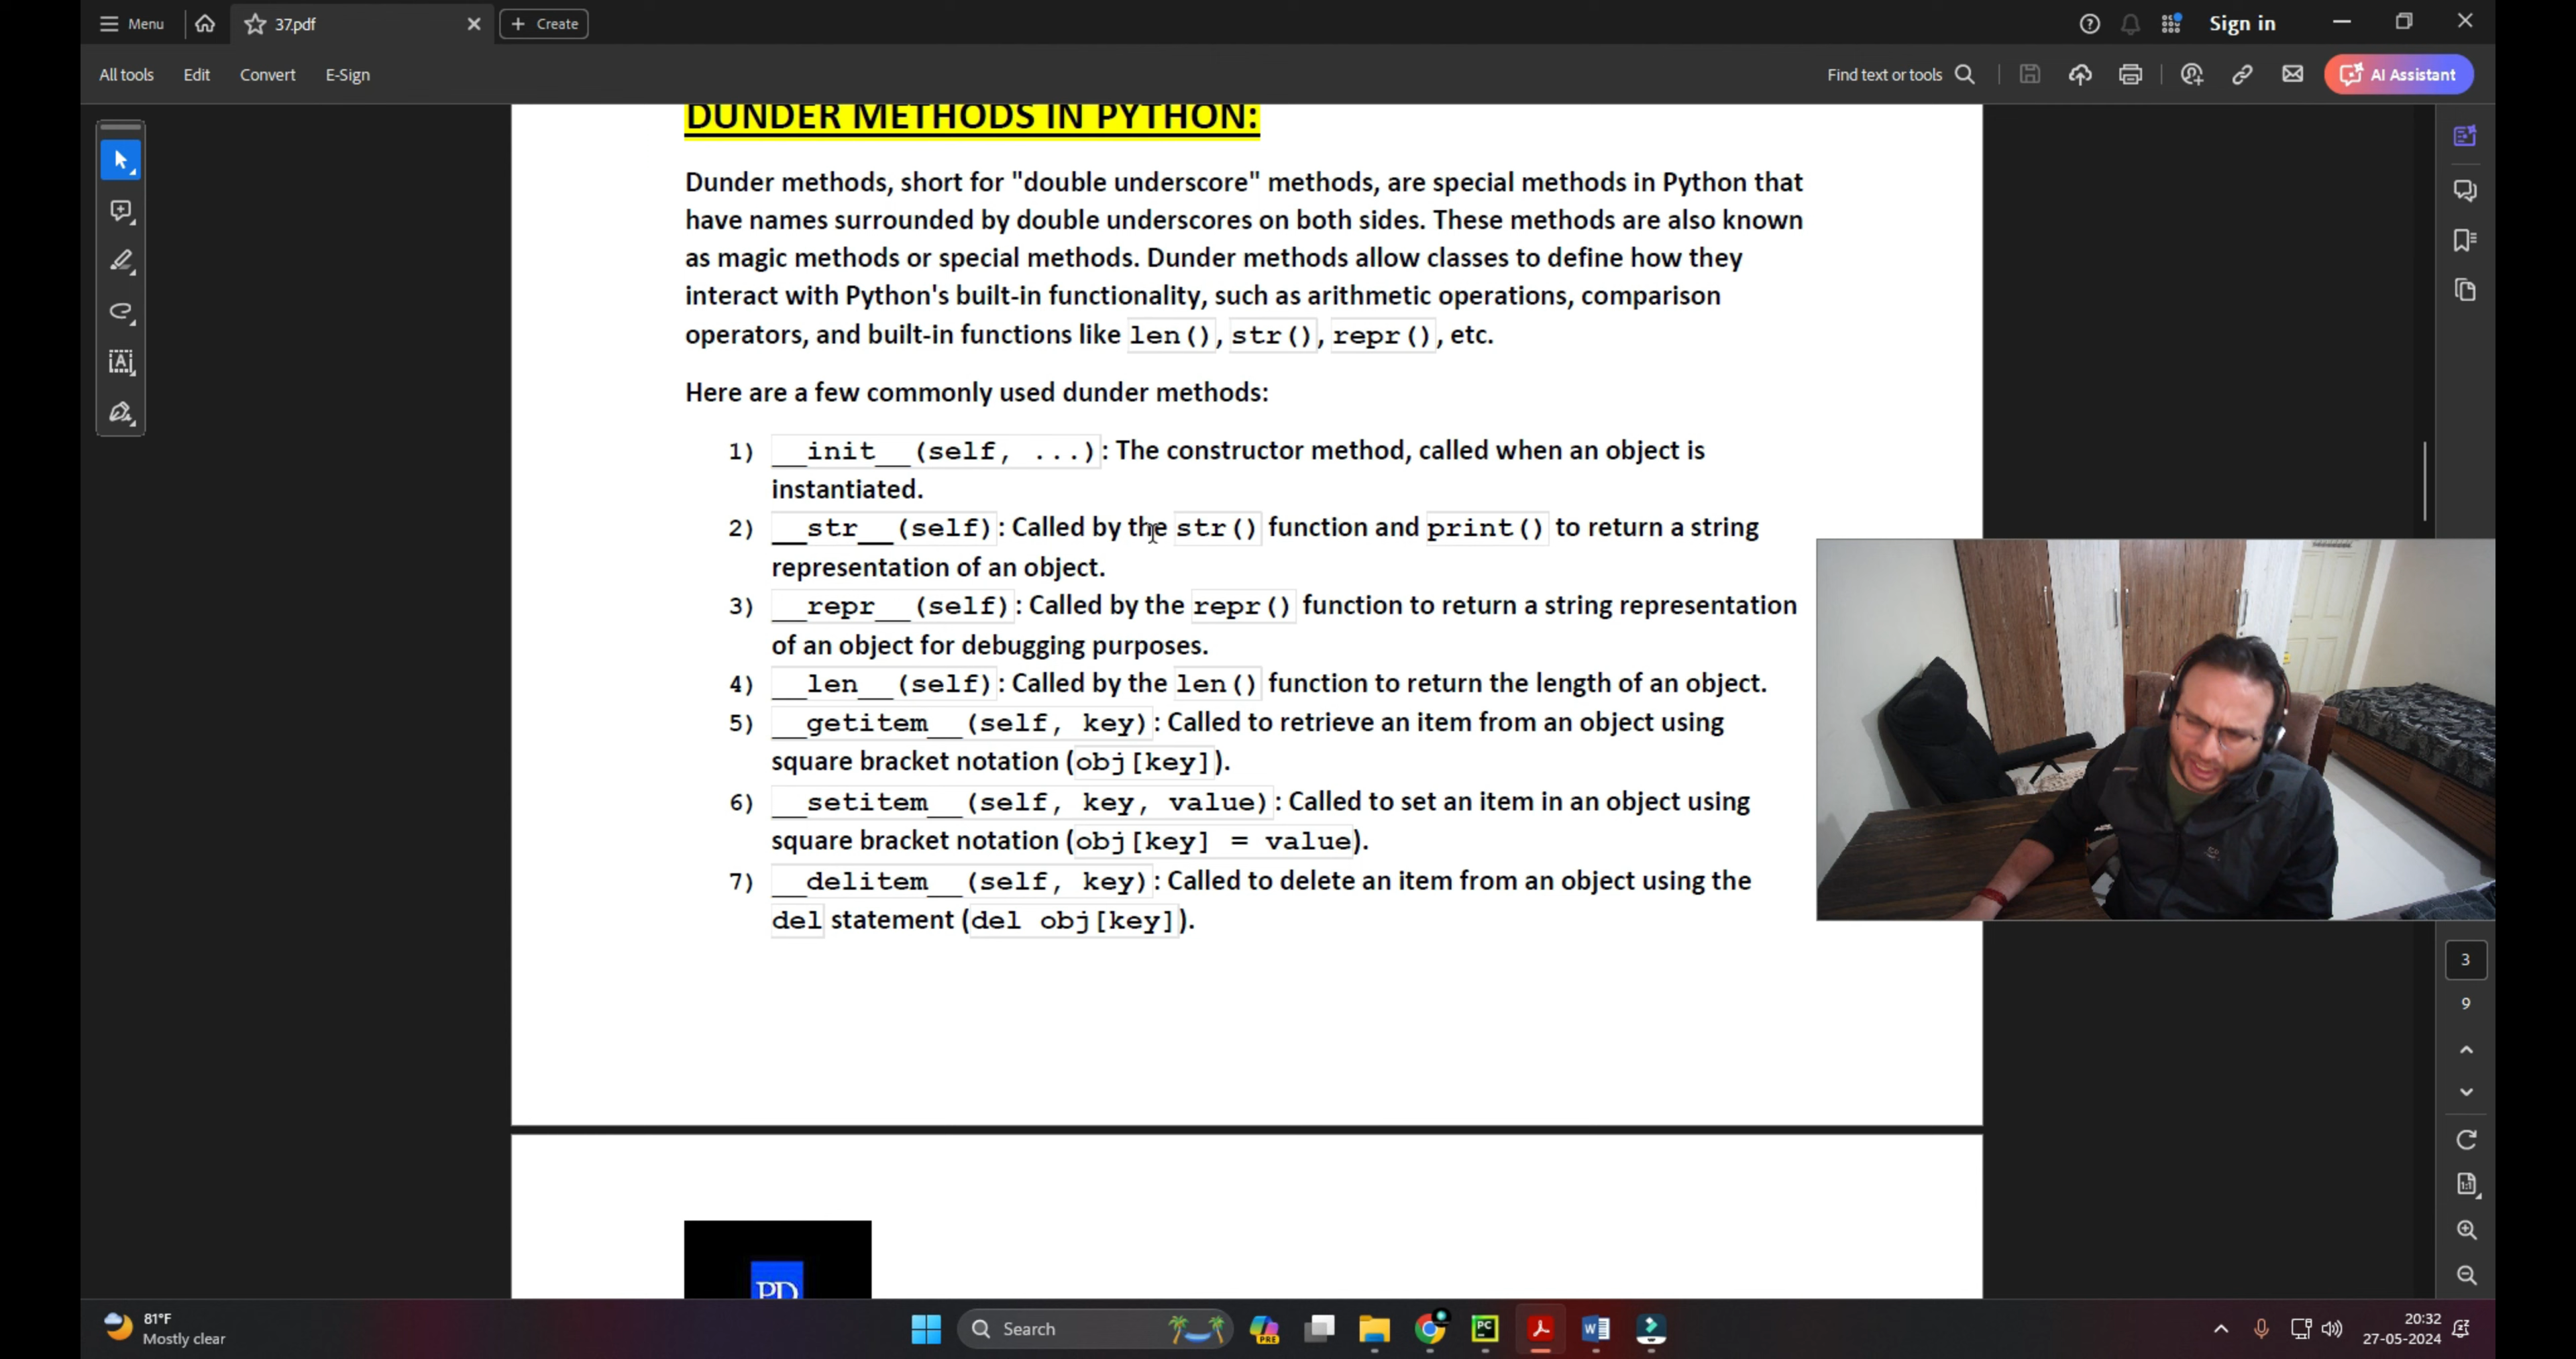 Menu
37.pdf
Create
Sign in
All tools Edit Convert E-Sign
Find text or tools
AI Assistant
DUNDER METHODS IN PYTHON:
Dunder methods, short for "double underscore" methods, are special methods in Python that
have names surrounded by double underscores on both sides. These methods are also known
as magic methods or special methods. Dunder methods allow classes to define how they
interact with Python's built-in functionality, such as arithmetic operations, comparison
operators, and built-in functions like len(), str(), repr(), etc.
Here are a few commonly used dunder methods:
1) __init__(self, ...): The constructor method, called when an object is
instantiated.
2) __str__(self): Called by the str() function and print() to return a string
representation of an object.
3) __repr__(self): Called by the repr() function to return a string representation
of an object for debugging purposes.
4) __len__(self): Called by the len() function to return the length of an object.
5) __getitem__(self, key): Called to retrieve an item from an object using
square bracket notation (obj[key]).
6) __setitem__(self, key, value): Called to set an item in an object using
square bracket notation (obj[key] = value).
7) __delitem__(self, key): Called to delete an item from an object using the
del statement (del obj[key]).
3
9
1:1
PD
81°F
Mostly clear
Search
PRE
PC
W
20:32
27-05-2024